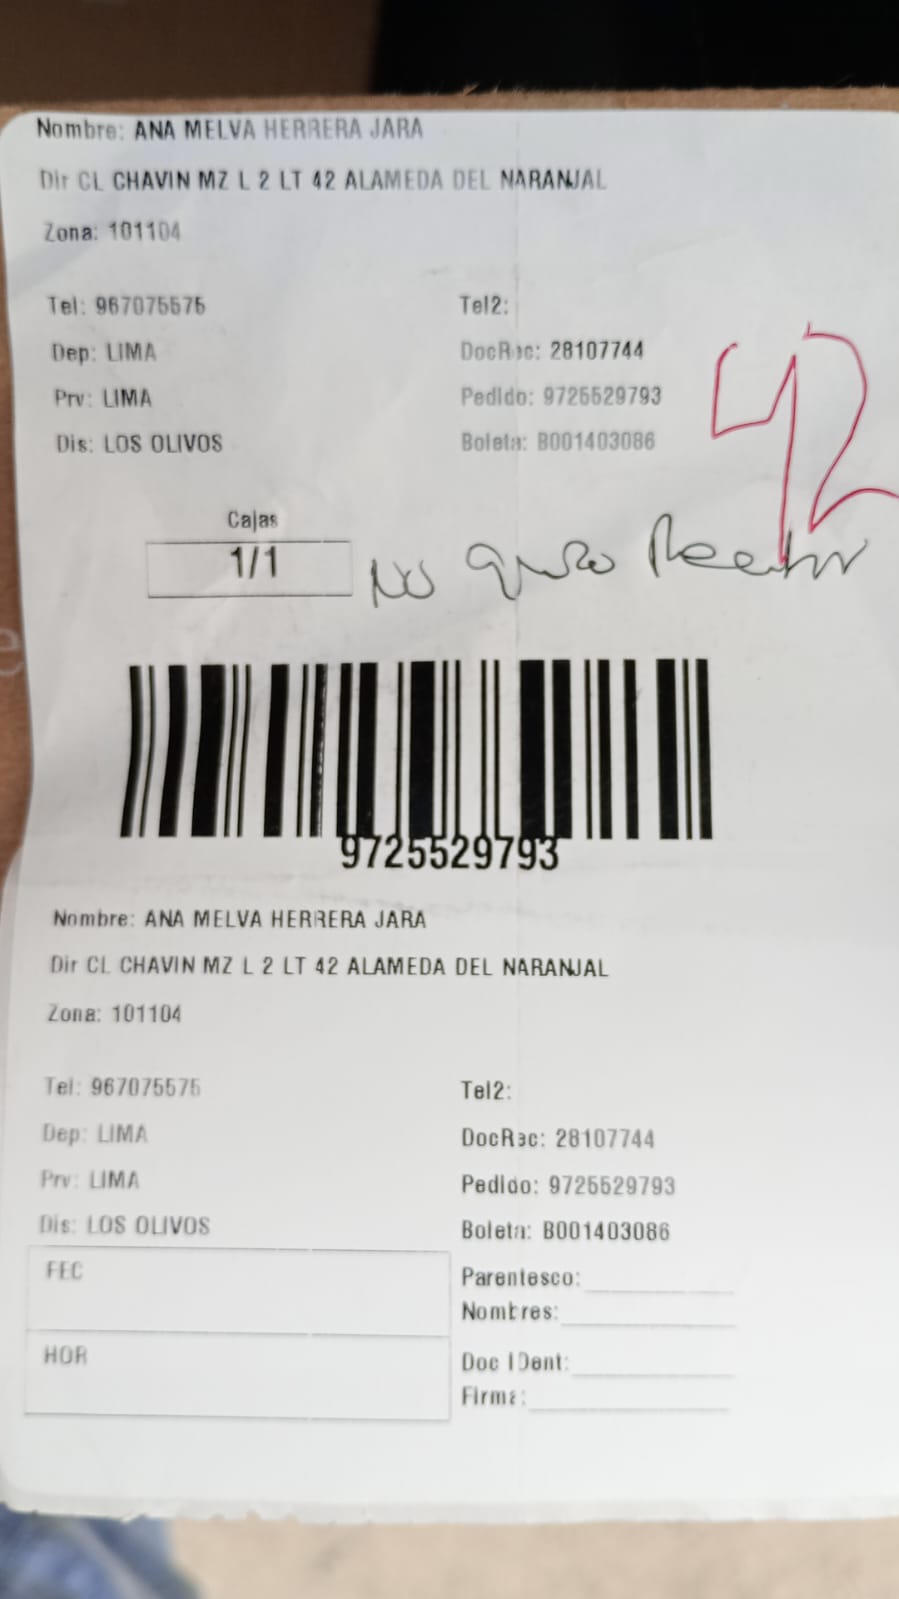 Nombre: ANA MELVA HERRERA JARA
Dir CL CHAVIN MZ L 2 LT 42 ALAMEDA DEL NARANJAL
Zona: 101104
Tel: 967075575 Tel2:
Dep: LIMA DocRec: 28107744
Prv: LIMA Pedido: 9725529793
Dis: LOS OLIVOS Boleta: B001403086
42
Cajas
1/1
No quiso
9725529793
Nombre: ANA MELVA HERRERA JARA
Dir CL CHAVIN MZ L 2 LT 42 ALAMEDA DEL NARANJAL
Zona: 101104
Tel: 967075575 Tel2:
Dep: LIMA DocRec: 28107744
Prv: LIMA Pedido: 9725529793
Dis: LOS OLIVOS Boleta: B001403086
FEC Parentesco:
Nombres:
HOR Doc IDent:
Firma: